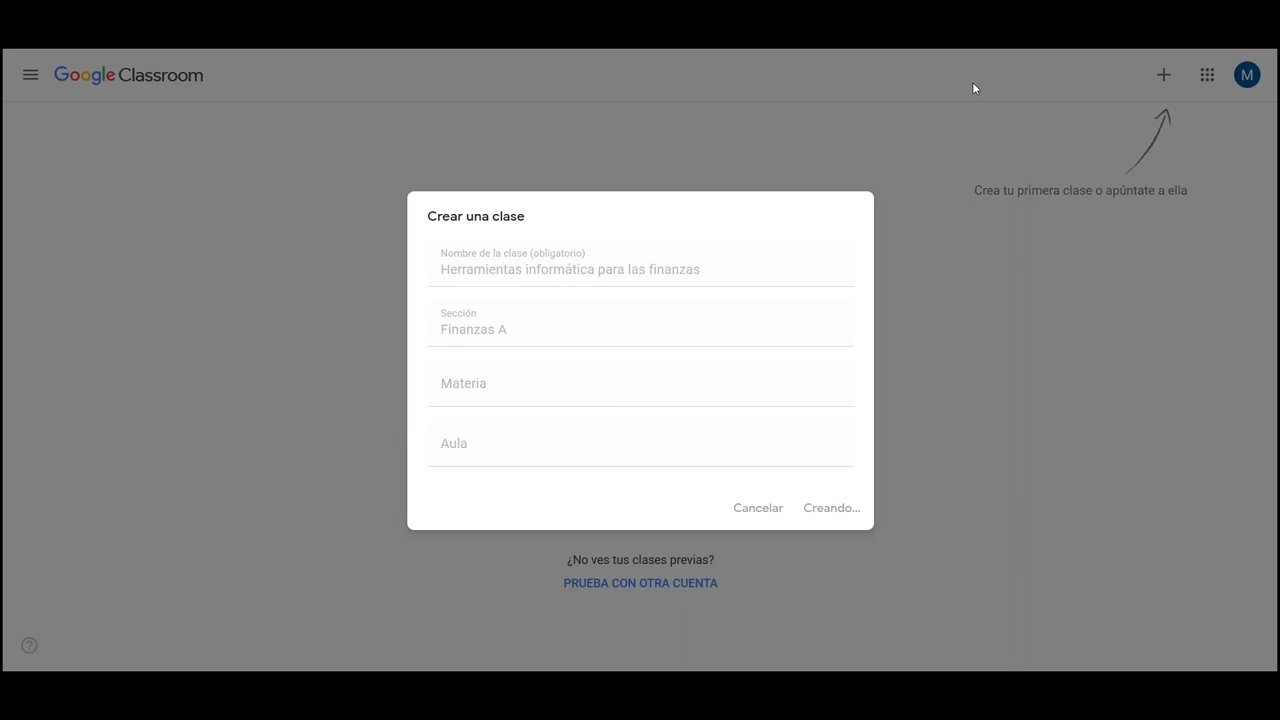 Google Classroom
M
Crea tu primera clase o apúntate a ella
Crear una clase
Nombre de la clase (obligatorio)
Herramientas informática para las finanzas
Sección
Finanzas A
Materia
Aula
Cancelar Creando...
¿No ves tus clases previas?
PRUEBA CON OTRA CUENTA